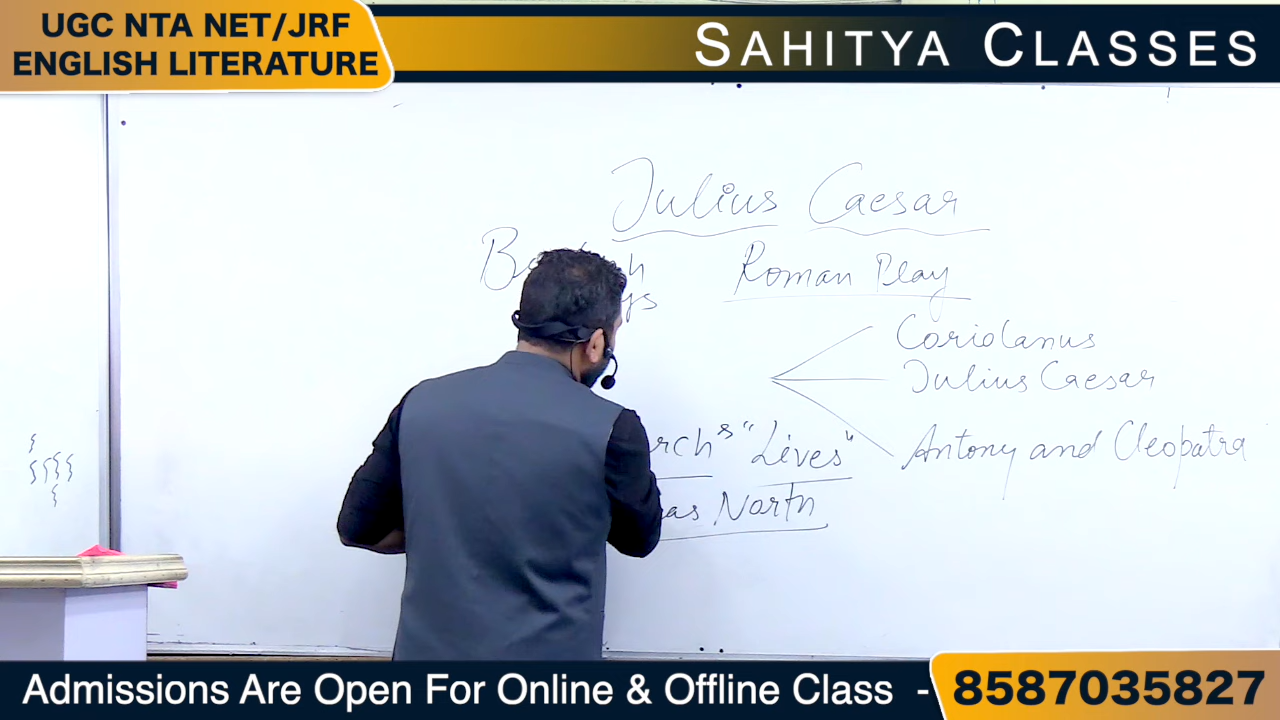 UGC NTA NET/JRF
ENGLISH LITERATURE
SAHITYA CLASSES
Julius Caesar
Roman Play
Coriolanus
Julius Caesar
Antony and Cleopatra
"Lives"
North
Admissions Are Open For Online & Offline Class - 8587035827